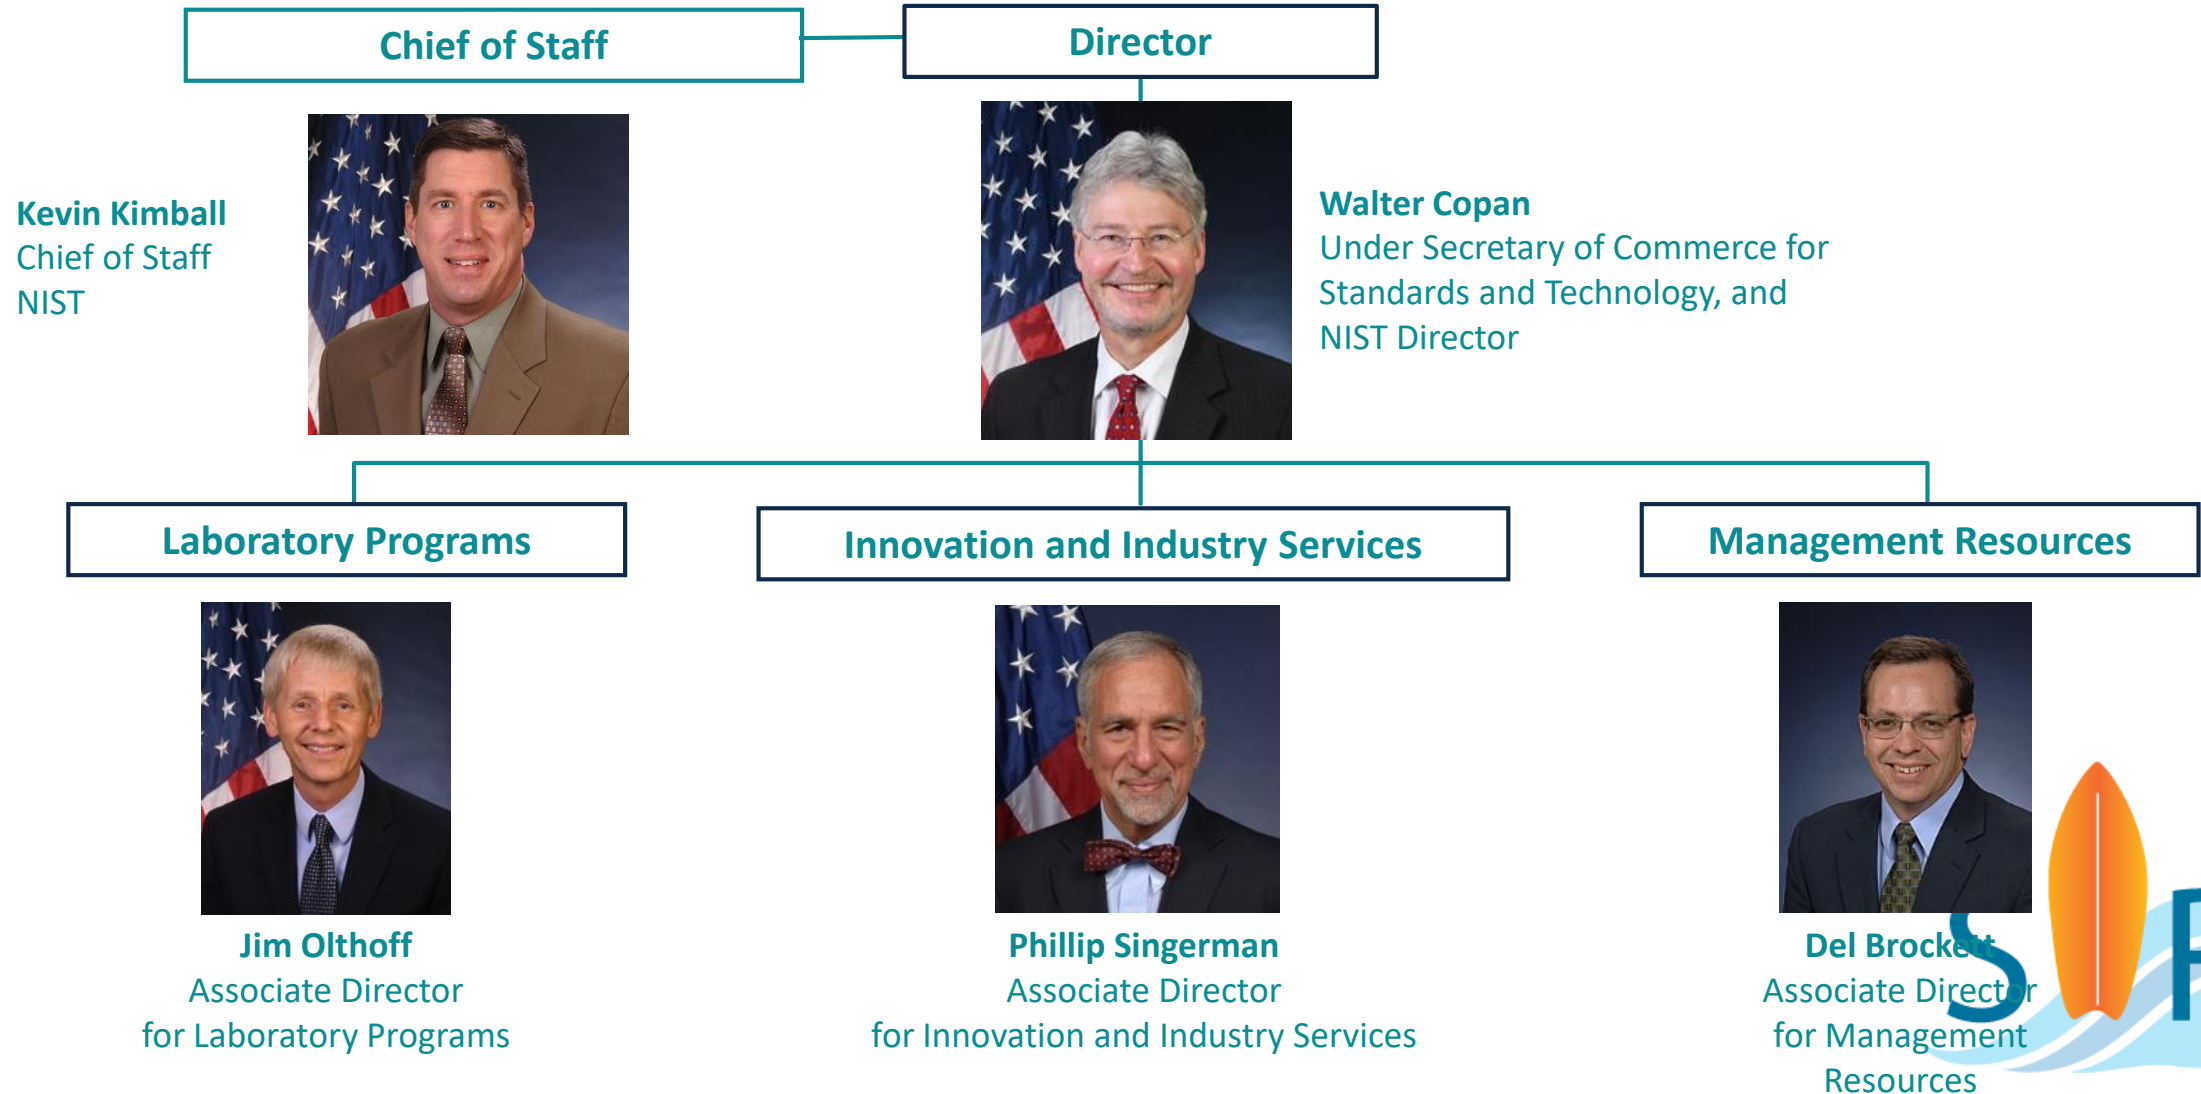 Chief of Staff
Director
Kevin Kimball
Chief of Staff
NIST
Walter Copan
Under Secretary of Commerce for
Standards and Technology, and
NIST Director
Laboratory Programs
Innovation and Industry Services
Management Resources
Jim Olthoff
Associate Director
for Laboratory Programs
Phillip Singerman
Associate Director
for Innovation and Industry Services
Del Brockett
Associate Director
for Management
Resources